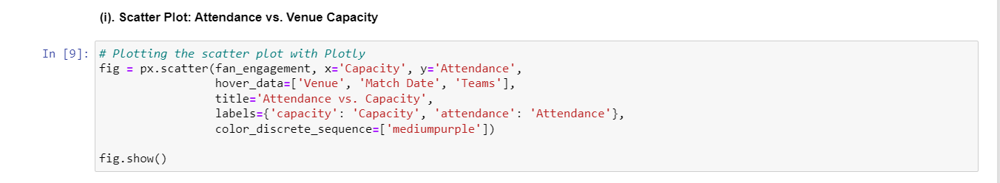 (i). Scatter Plot: Attendance vs. Venue Capacity
In [9]: # Plotting the scatter plot with Plotly
fig = px.scatter(fan_engagement, x='Capacity', y='Attendance',
hover_data=['Venue', 'Match Date', 'Teams'],
title='Attendance vs. Capacity',
labels={'capacity': 'Capacity', 'attendance': 'Attendance'},
color_discrete_sequence=['mediumpurple'])
fig.show()